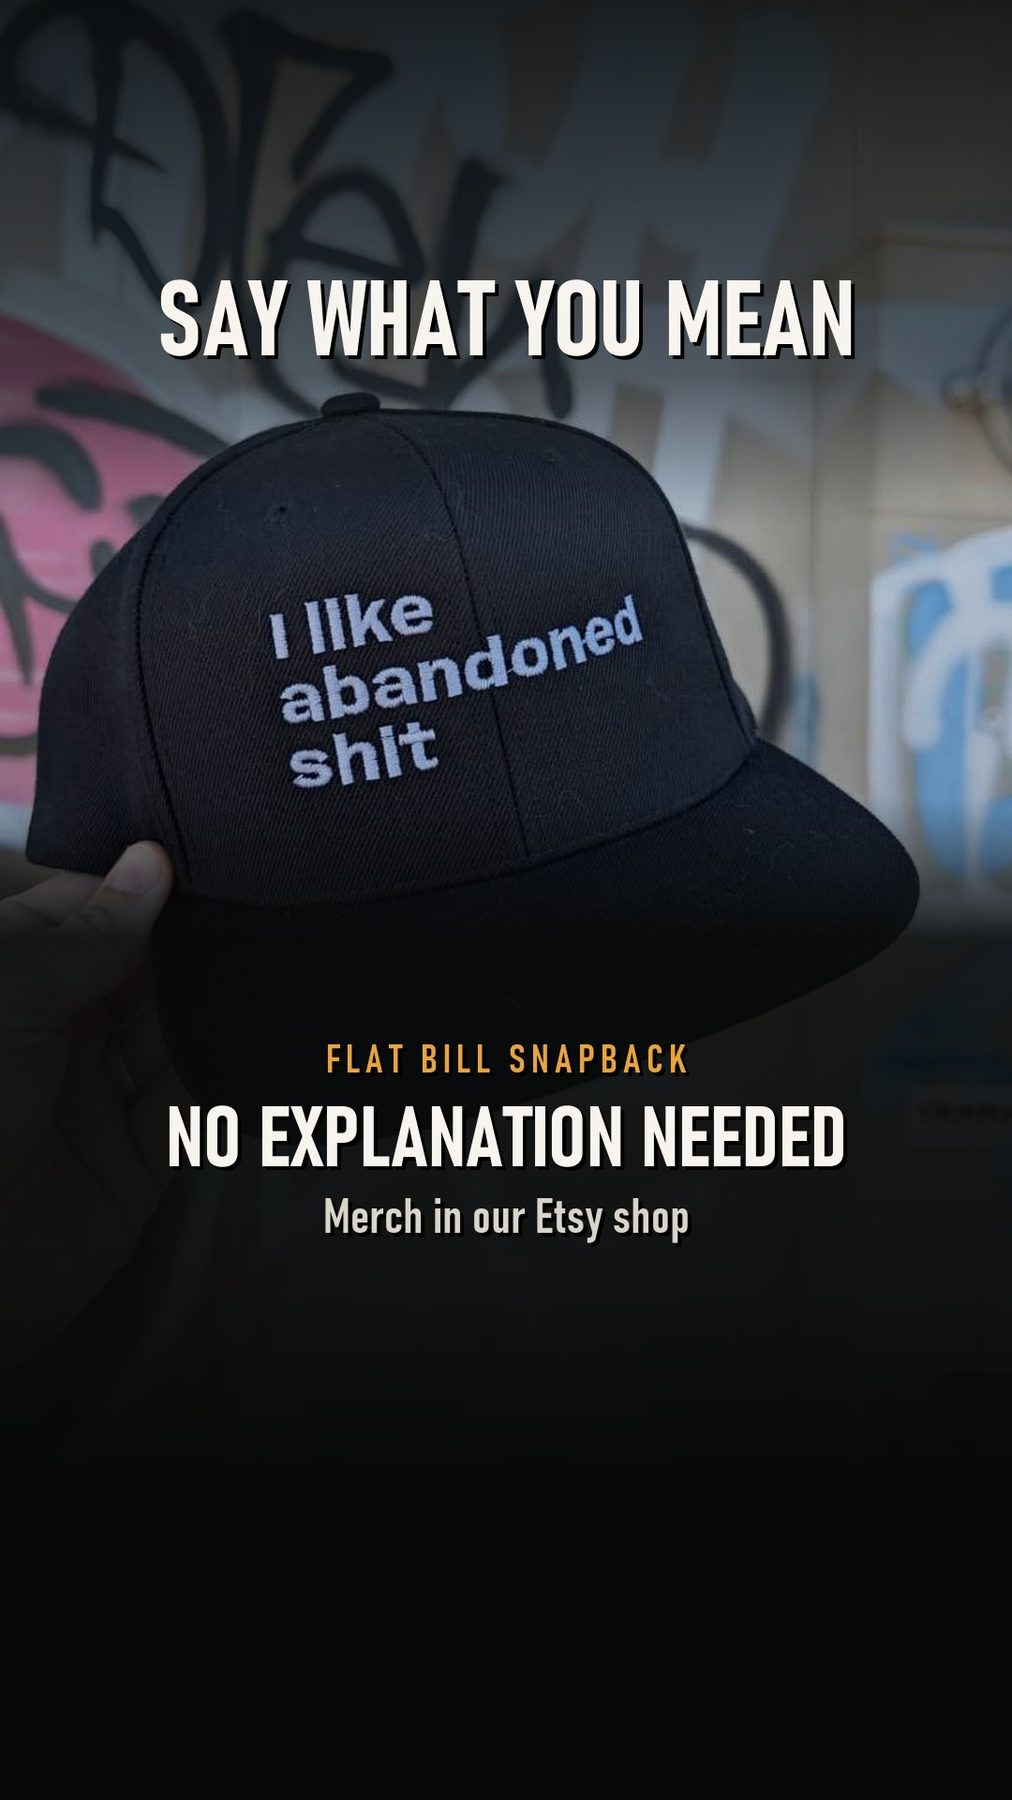 SAY WHAT YOU MEAN
I like
abandoned
shit
FLAT BILL SNAPBACK
NO EXPLANATION NEEDED
Merch in our Etsy shop